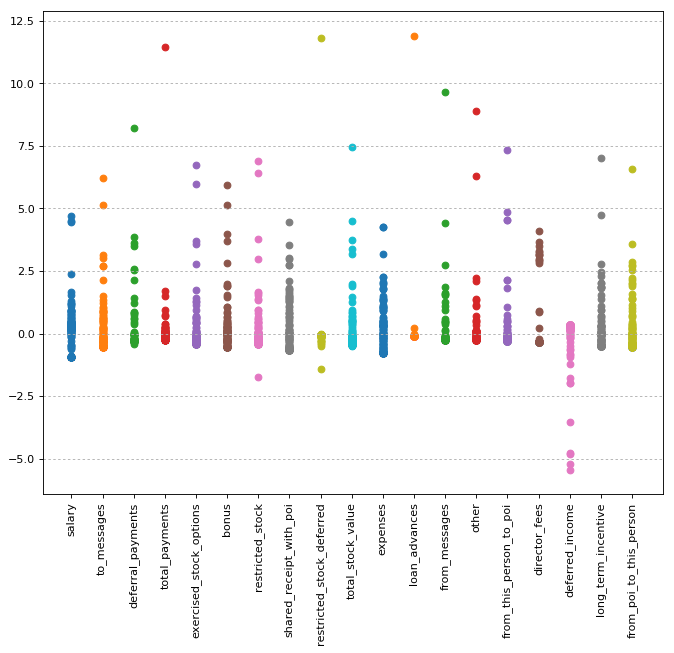 12.5
10.0
7.5
5.0
2.5
0.0
−2.5
−5.0
salary
to_messages
deferral_payments
total_payments
exercised_stock_options
bonus
restricted_stock
shared_receipt_with_poi
restricted_stock_deferred
total_stock_value
expenses
loan_advances
from_messages
other
from_this_person_to_poi
director_fees
deferred_income
long_term_incentive
from_poi_to_this_person